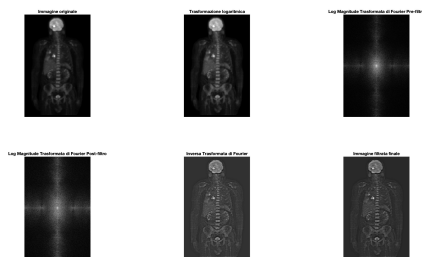 Immagine originale
Trasformazione logaritmica
Log Magnitude Trasformata di Fourier Pre-filtro
Log Magnitude Trasformata di Fourier Post-filtro
Inversa Trasformata di Fourier
Immagine filtrata finale